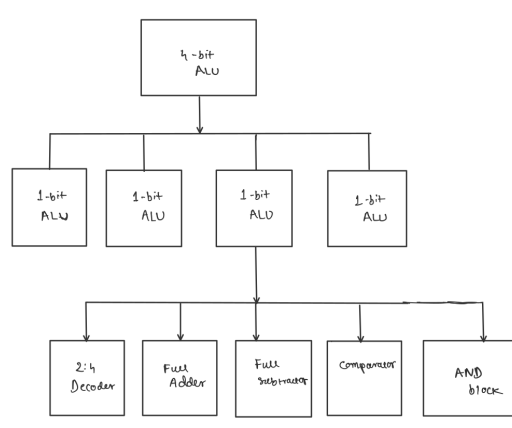 4-bit
ALU
1-bit
ALU
1-bit
ALU
1-bit
ALU
1-bit
ALU
2:4
Decoder
Full
Adder
Full
Subtractor
Comparator
AND
block